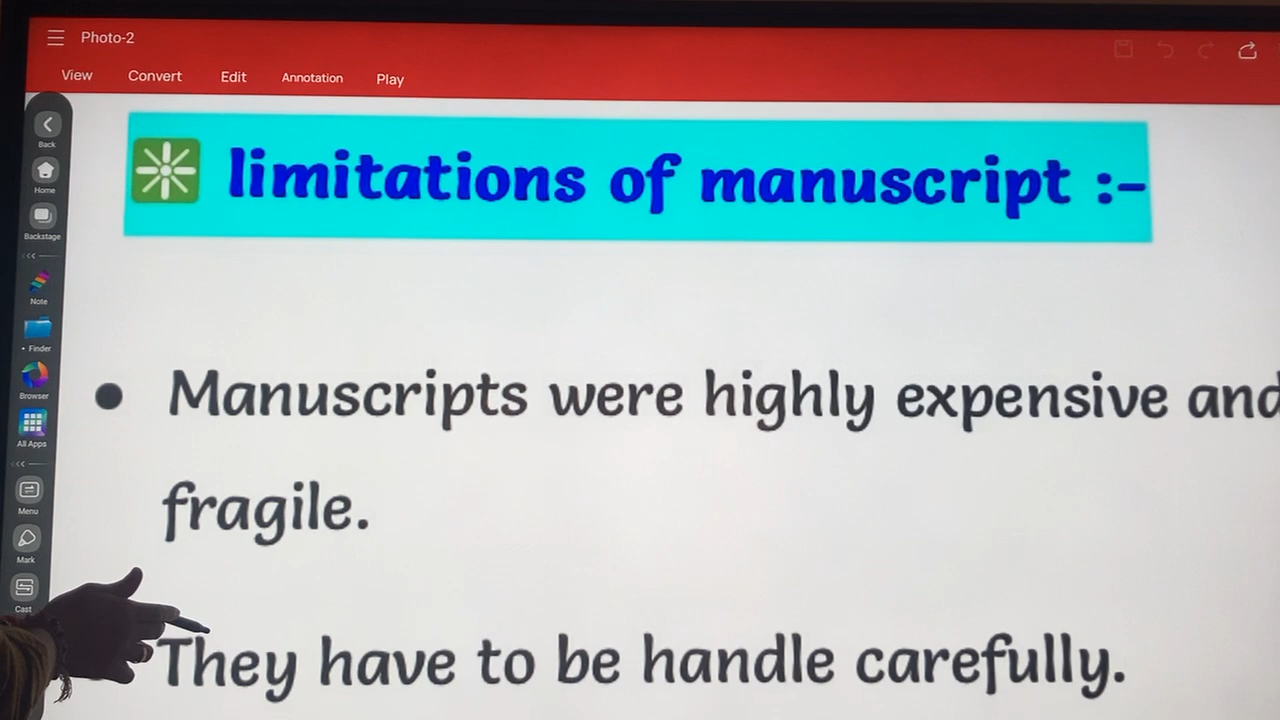 Photo-2
View Convert Edit Annotation Play
Back
Home
Backstage
Note
Finder
Browser
All Apps
Menu
Mark
Cast
limitations of manuscript :-
• Manuscripts were highly expensive and
fragile.
They have to be handle carefully.